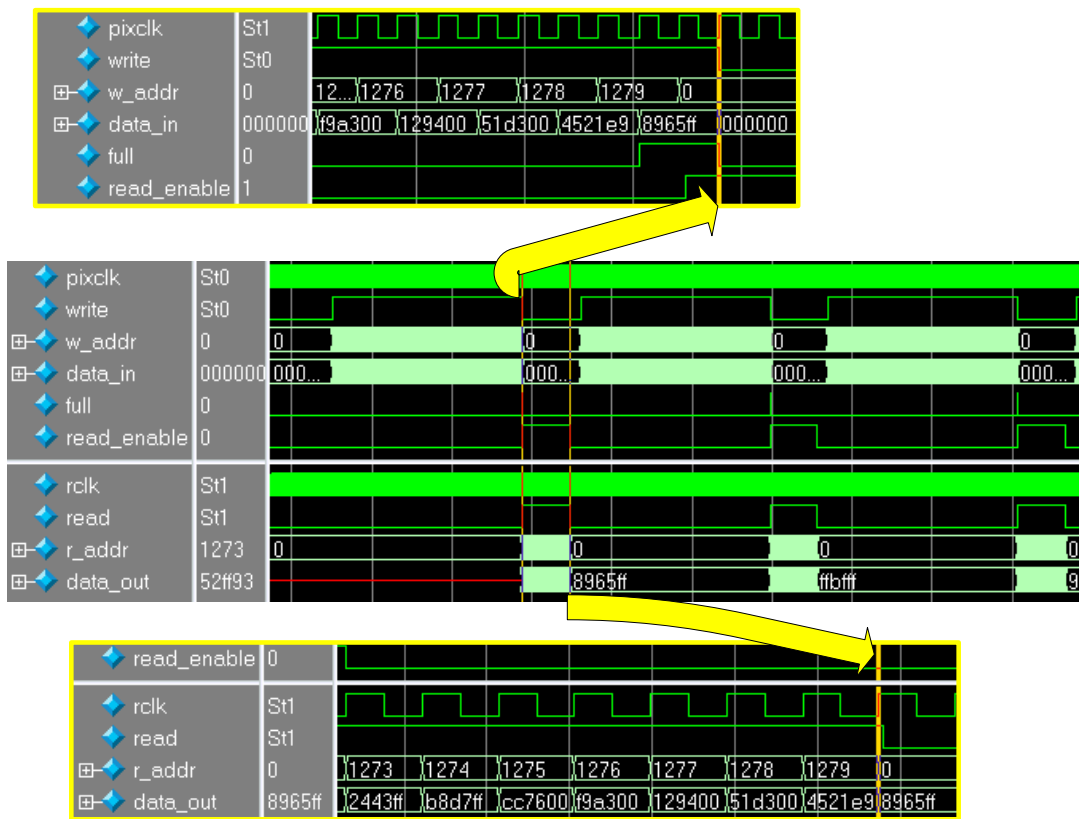 pixclk St1
write St0
w_addr 0 12... 1276 1277 1278 1279 0
data_in 000000 f9a300 129400 51d300 4521e9 8965ff 000000
full 0
read_enable 1
pixclk St0
write St0
w_addr 0 0 0 0 0
data_in 000000 000... 000... 000... 000...
full 0
read_enable 0
rclk St1
read St1
r_addr 1273 0 0 0 0
data_out 52ff93 8965ff ffbfff 9
read_enable 0
rclk St1
read St1
r_addr 0 1273 1274 1275 1276 1277 1278 1279 0
data_out 8965ff 2443ff b8d7ff cc7600 f9a300 129400 51d300 4521e9 8965ff